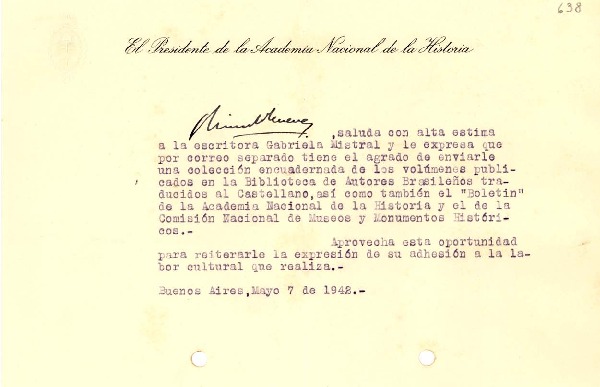 638
El Presidente de la Academia Nacional de la Historia
,saluda con alta estima
a la escritora Gabriela Mistral y le expresa que
por correo separado tiene el agrado de enviarle
una colección encuadernada de los volúmenes publi-
cados en la Biblioteca de Autores Brasileños tra-
ducidos al Castellano, así como también el "Boletín"
de la Academia Nacional de la Historia y el de la
Comisión Nacional de Museos y Monumentos Históri-
cos.-
Aprovecha esta oportunidad
para reiterarle la expresión de su adhesión a la la-
bor cultural que realiza.-
Buenos Aires, Mayo 7 de 1942.-